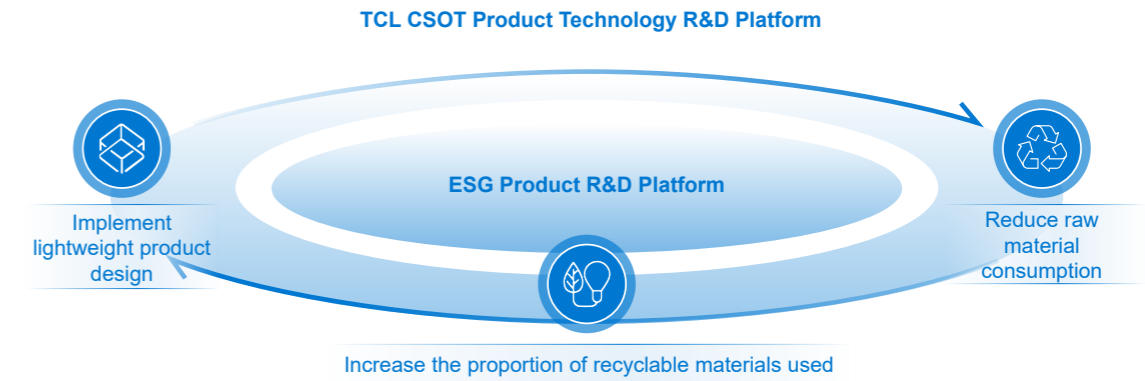 TCL CSOT Product Technology R&D Platform
ESG Product R&D Platform
Implement
lightweight product
design
Reduce raw
material
consumption
Increase the proportion of recyclable materials used